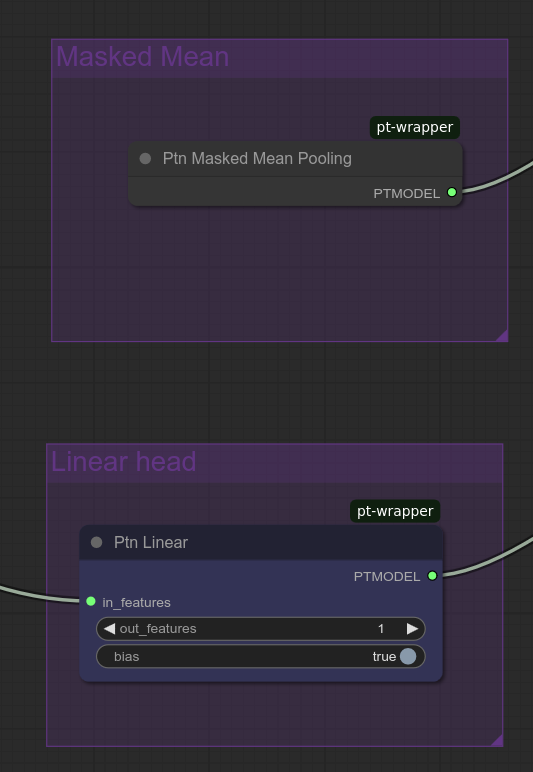 Masked Mean
pt-wrapper
Ptn Masked Mean Pooling
PTMODEL
Linear head
pt-wrapper
Ptn Linear
PTMODEL
in_features
out_features 1
bias true